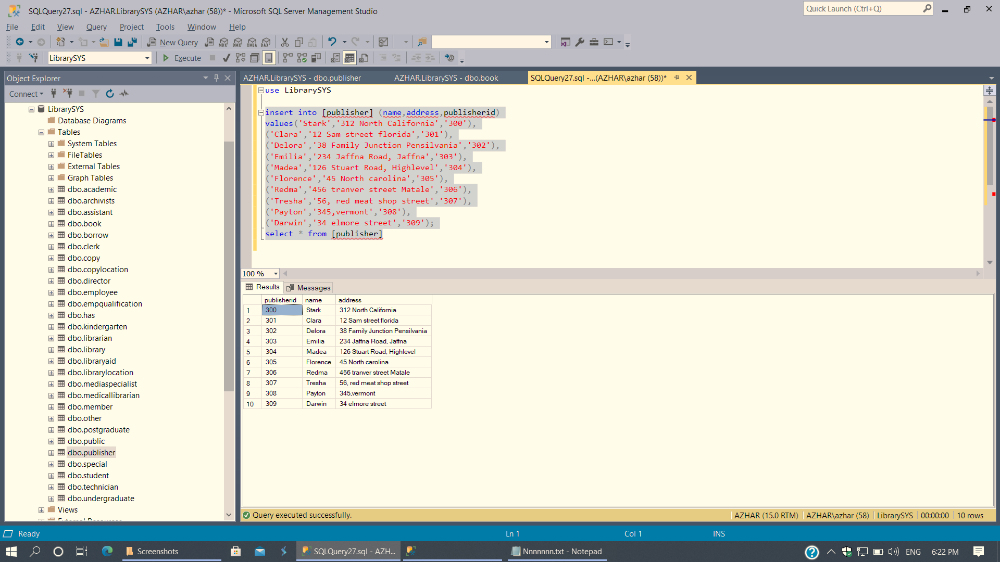 SQLQuery27.sql - AZHAR.LibrarySYS (AZHAR\azhar (58))* - Microsoft SQL Server Management Studio
Quick Launch (Ctrl+Q)
File Edit View Query Project Tools Window Help
New Query MDX DMX XMLA DAX
LibrarySYS Execute
Object Explorer
Connect
LibrarySYS
Database Diagrams
Tables
System Tables
FileTables
External Tables
Graph Tables
dbo.academic
dbo.archivists
dbo.assistant
dbo.book
dbo.borrow
dbo.clerk
dbo.copy
dbo.copylocation
dbo.director
dbo.employee
dbo.empqualification
dbo.has
dbo.kindergarten
dbo.librarian
dbo.library
dbo.libraryaid
dbo.librarylocation
dbo.mediaspecialist
dbo.medicallibrarian
dbo.member
dbo.other
dbo.postgraduate
dbo.public
dbo.publisher
dbo.special
dbo.student
dbo.technician
dbo.undergraduate
Views
External Resources
AZHAR.LibrarySYS - dbo.publisher AZHAR.LibrarySYS - dbo.book SQLQuery27.sql -...(AZHAR\azhar (58))*
use LibrarySYS
insert into [publisher] (name,address,publisherid)
values('Stark','312 North California','300'),
('Clara','12 Sam street florida','301'),
('Delora','38 Family Junction Pensilvania','302'),
('Emilia','234 Jaffna Road, Jaffna','303'),
('Madea','126 Stuart Road, Highlevel','304'),
('Florence','45 North carolina','305'),
('Redma','456 tranver street Matale','306'),
('Tresha','56, red meat shop street','307'),
('Payton','345,vermont','308'),
('Darwin','34 elmore street','309');
select * from [publisher]
100 %
Results Messages
publisherid name address
1 300 Stark 312 North California
2 301 Clara 12 Sam street florida
3 302 Delora 38 Family Junction Pensilvania
4 303 Emilia 234 Jaffna Road, Jaffna
5 304 Madea 126 Stuart Road, Highlevel
6 305 Florence 45 North carolina
7 306 Redma 456 tranver street Matale
8 307 Tresha 56, red meat shop street
9 308 Payton 345,vermont
10 309 Darwin 34 elmore street
Query executed successfully. AZHAR (15.0 RTM) AZHAR\azhar (58) LibrarySYS 00:00:00 10 rows
Ready Ln 1 Col 1 INS
Screenshots SQLQuery27.sql - AZH... Nnnnnnn.txt - Notepad ENG 6:22 PM